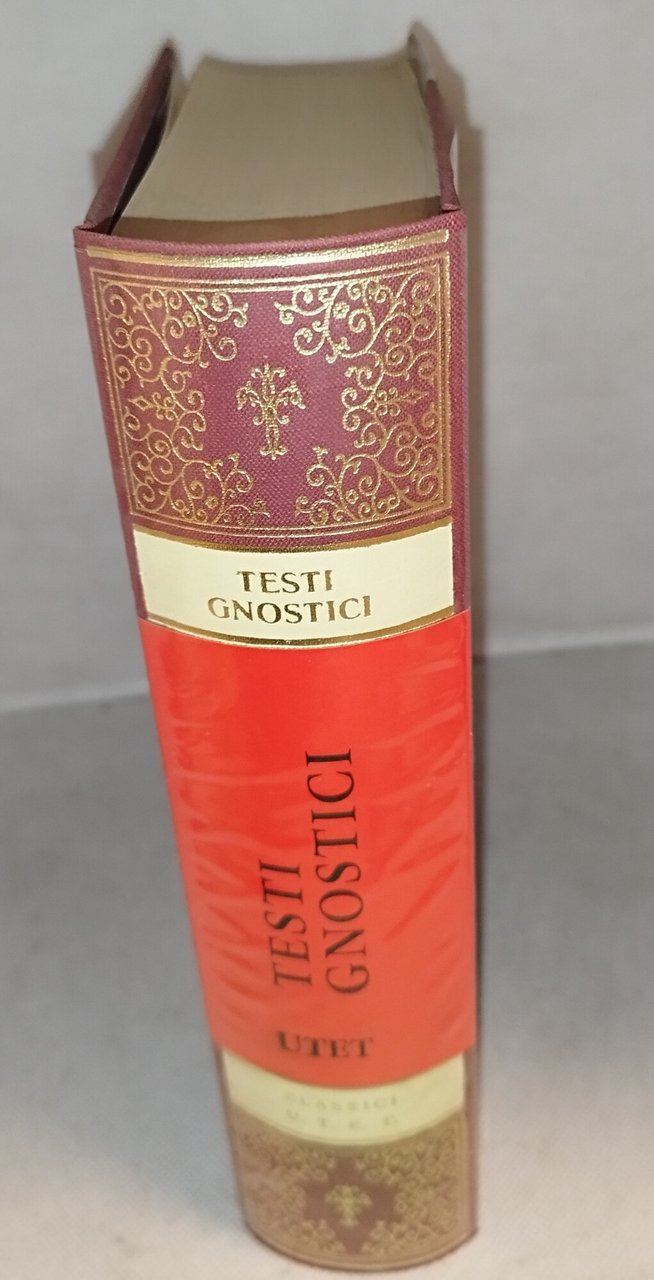 TESTI
GNOSTICI
TESTI
GNOSTICI
UTET
CLASSICI
U. T. E. T.